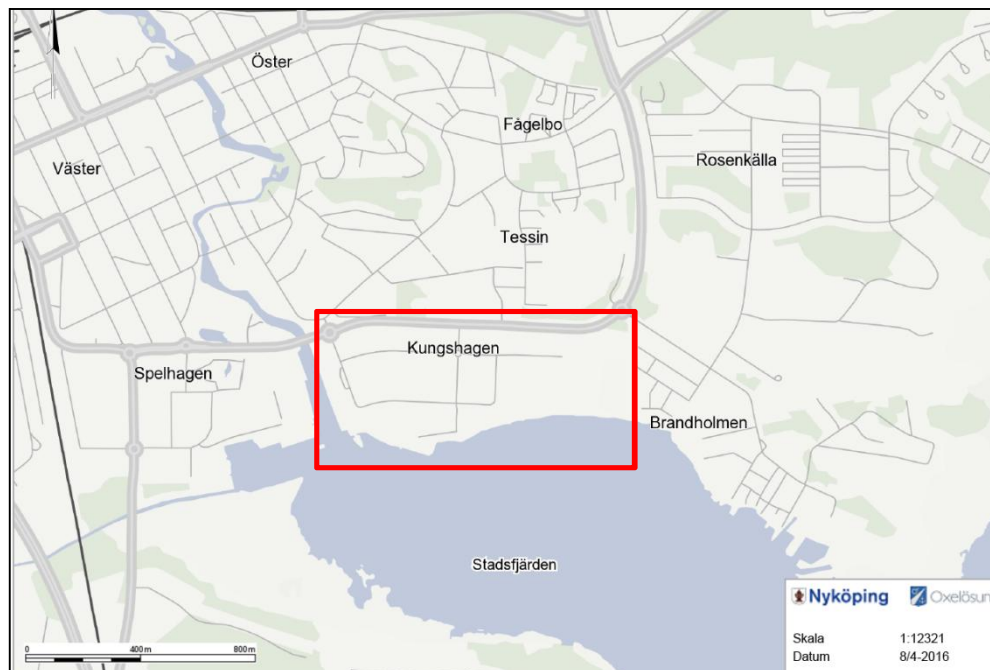 Öster
Fågelbo
Rosenkälla
Väster
Tessin
Kungshagen
Spelhagen
Brandholmen
Stadsfjärden
Nyköping
Skala 1:12321
Datum 8/4-2016
0 400 m 800 m